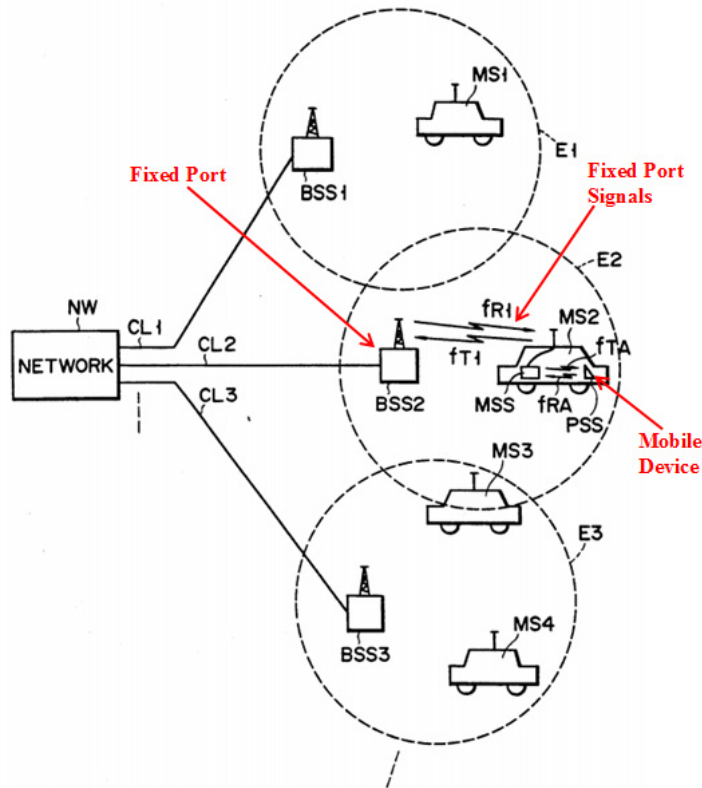 MS1
E1
Fixed Port
BSS1
Fixed Port
Signals
E2
NW
NETWORK
CL1
CL2
CL3
fR1
fT1
MS2
fTA
BSS2
MSS
fRA
PSS
Mobile
Device
MS3
E3
BSS3
MS4